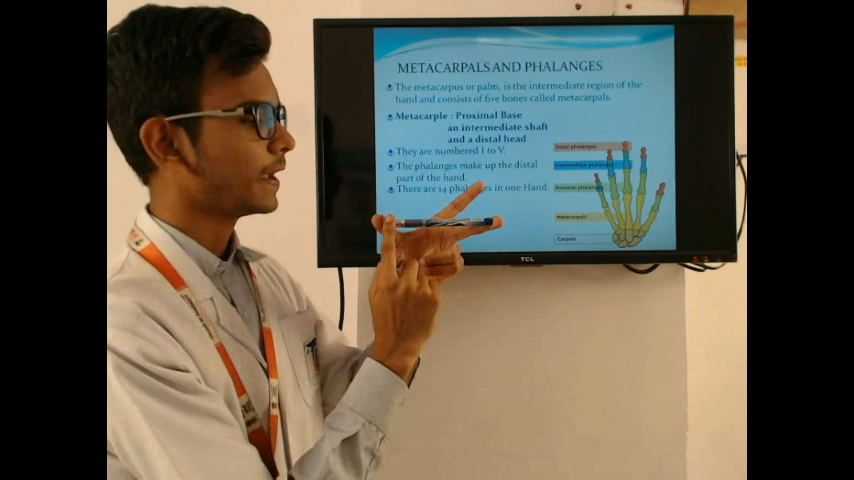 METACARPALS AND PHALANGES
The metacarpus or palm, is the intermediate region of the
hand and consists of five bones called metacarpals.
Metacarple : Proximal Base
an intermediate shaft
and a distal head
They are numbered I to V.
The phalanges make up the distal
part of the hand.
There are 14 in one Hand.
Distal phalanges
Intermediate phalanges
Proximal phalanges
Metacarpals
Carpals
TCL